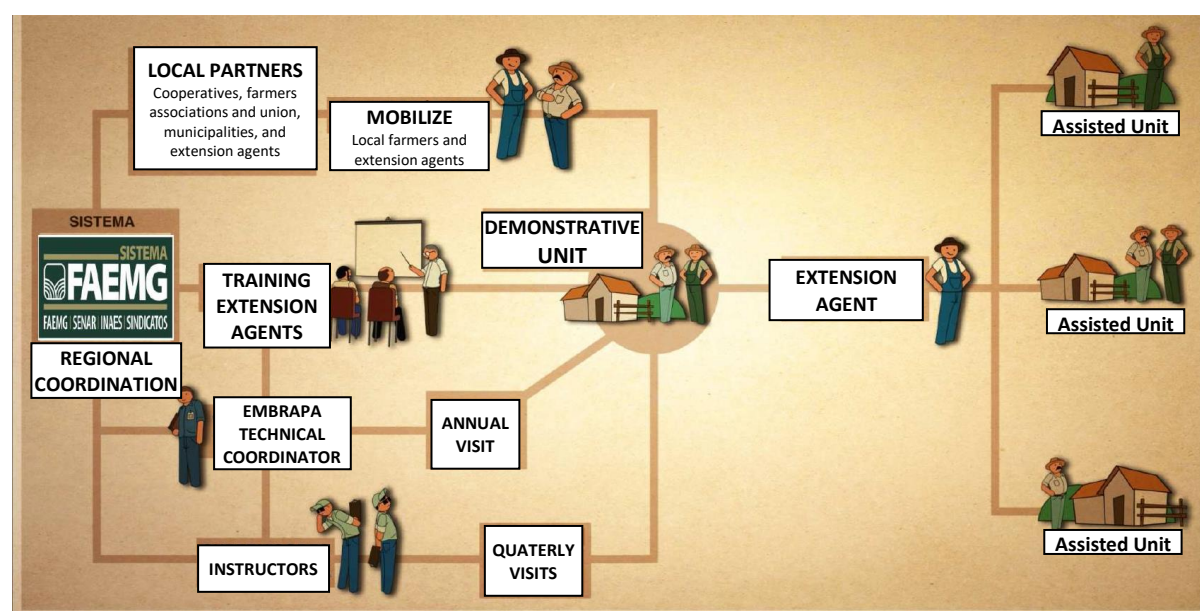 LOCAL PARTNERS
Cooperatives, farmers
associations and union,
municipalities, and
extension agents
MOBILIZE
Local farmers and
extension agents
Assisted Unit
SISTEMA
SISTEMA
FAEMG
FAEMG | SENAR | INAES | SINDICATOS
REGIONAL
COORDINATION
TRAINING
EXTENSION
AGENTS
DEMONSTRATIVE
UNIT
EXTENSION
AGENT
Assisted Unit
EMBRAPA
TECHNICAL
COORDINATOR
ANNUAL
VISIT
INSTRUCTORS
QUATERLY
VISITS
Assisted Unit